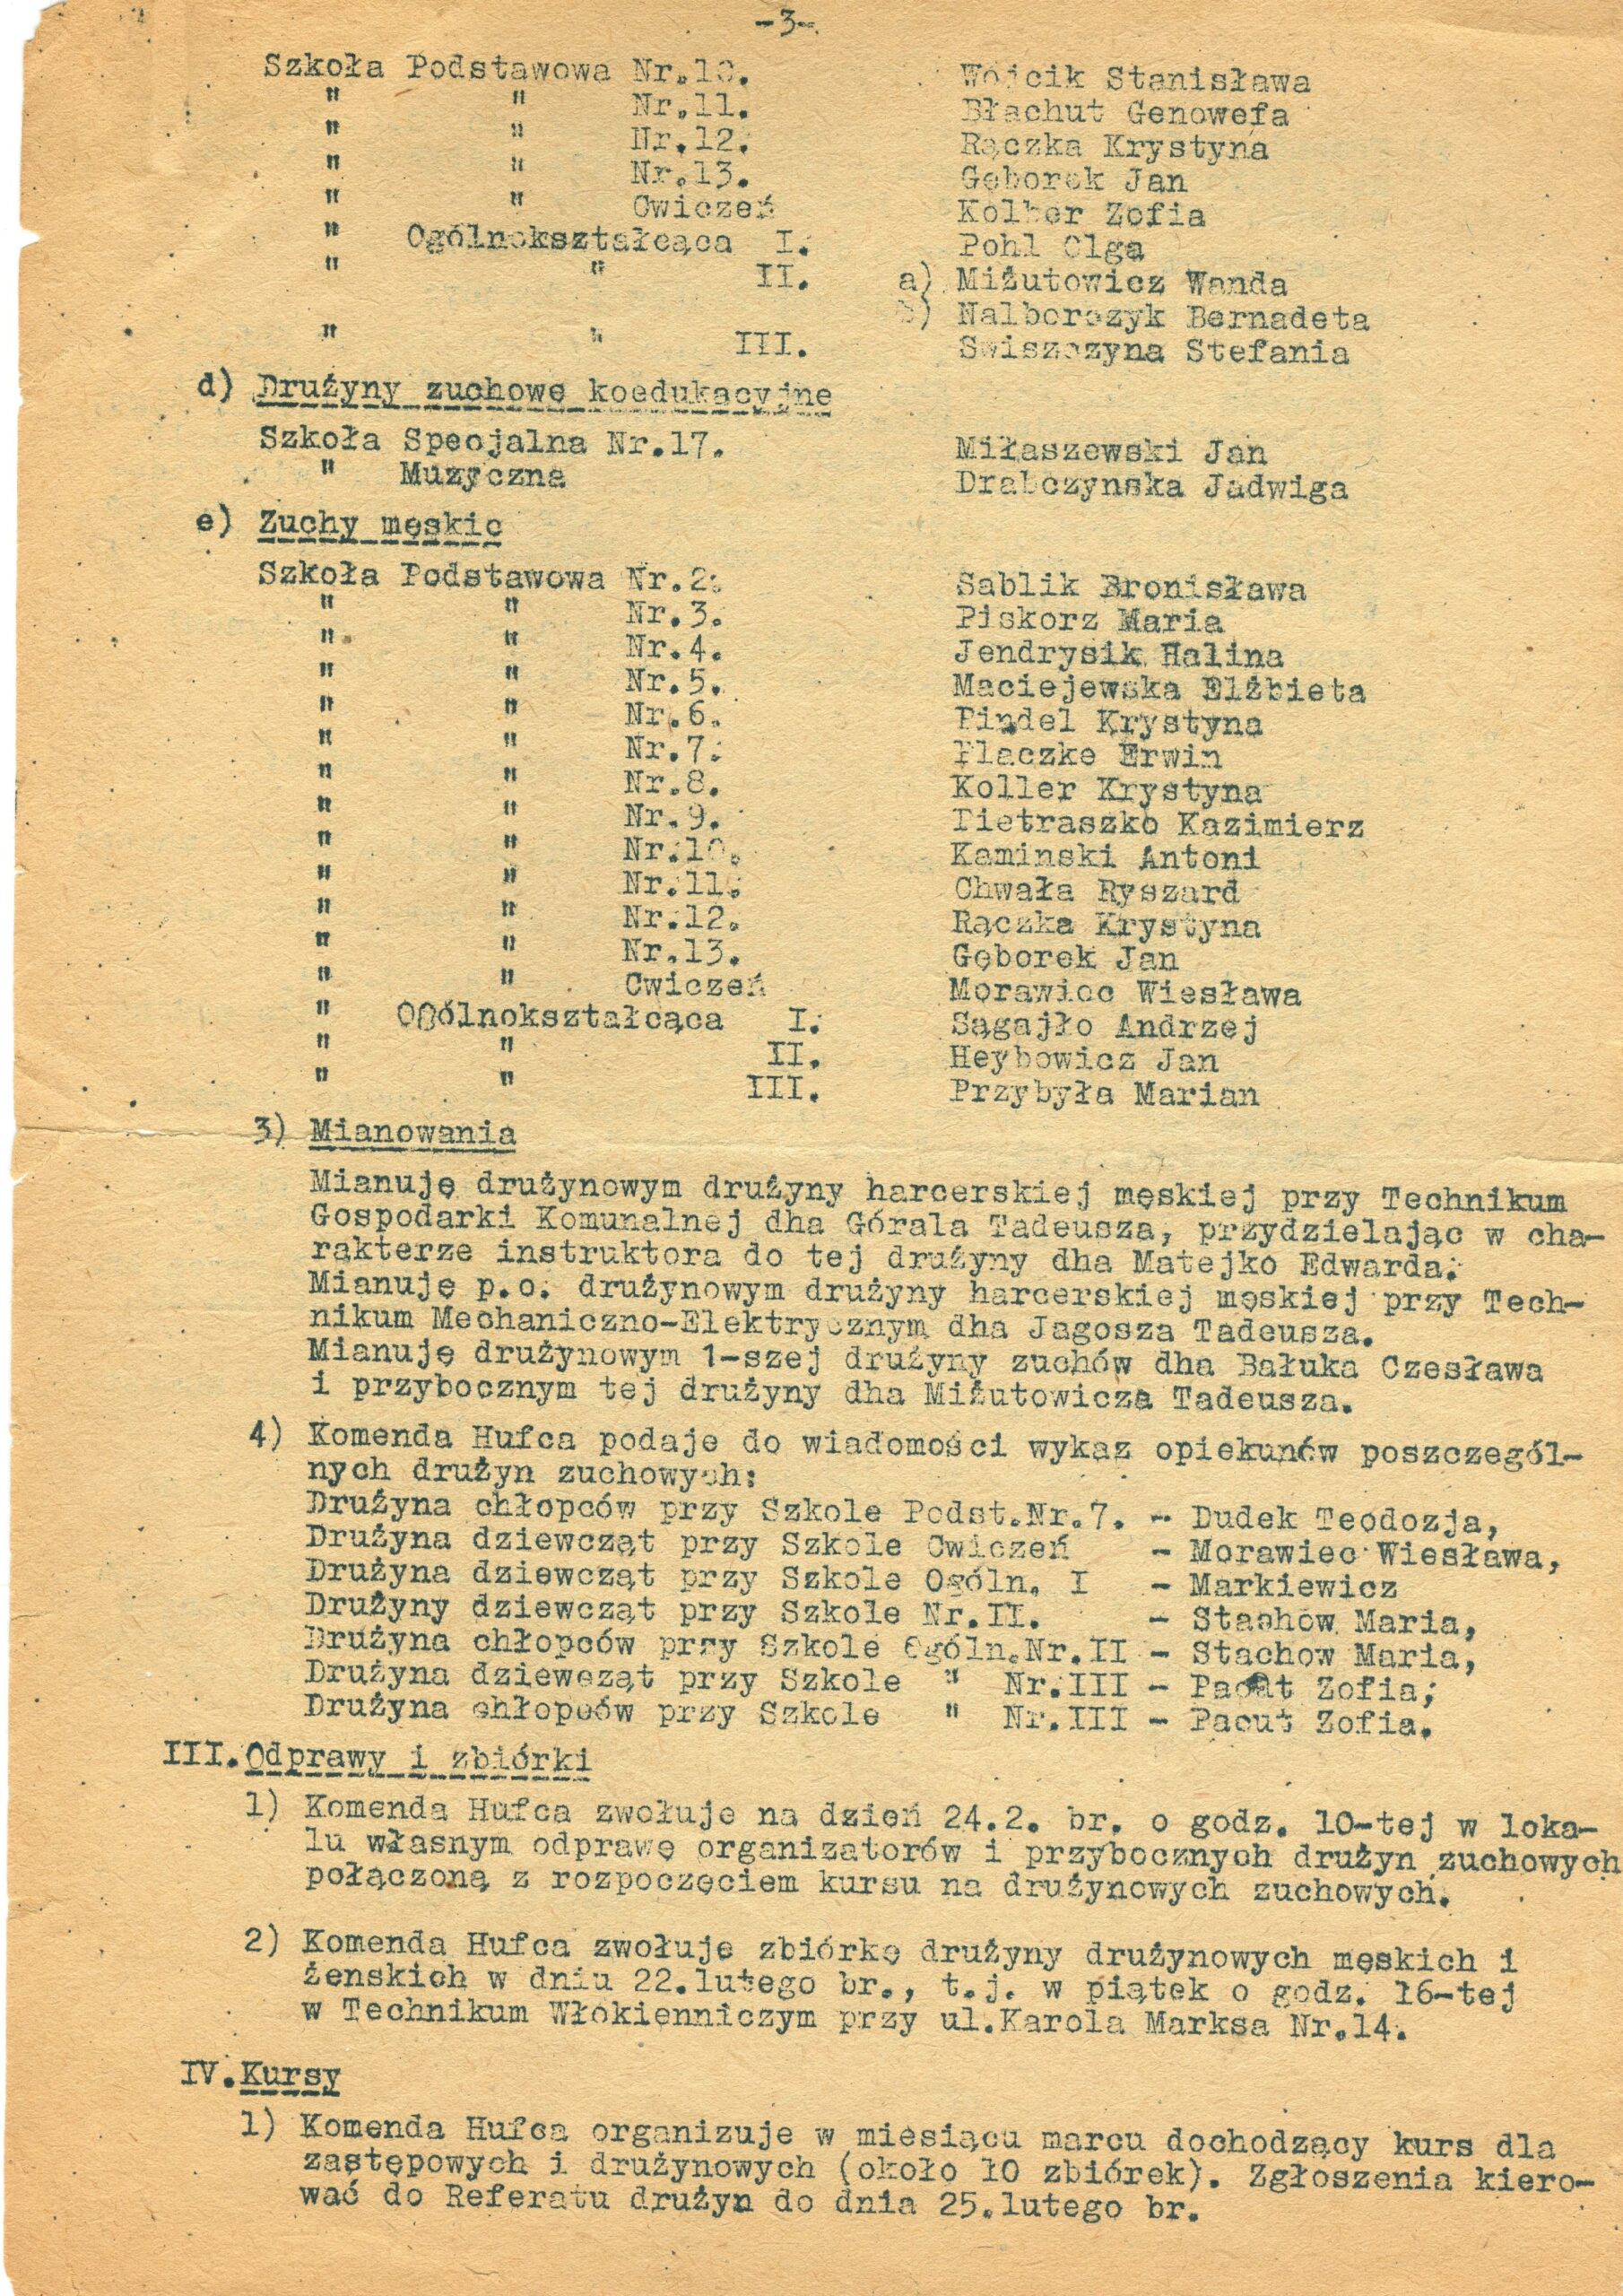 -3-
Szkoła Podstawowa Nr.10. Wójcik Stanisława
" " Nr.11. Błachut Genowefa
" " Nr.12. Rączka Krystyna
" " Nr.13. Gęborek Jan
" " Cwiczeń Kolber Zofia
" Ogólnokształcąca I. Pohl Olga
" " II. a) Miżutowicz Wanda
b) Nalborczyk Bernadeta
" " III. Swiszczyna Stefania
d) Drużyny zuchowe koedukacyjne
Szkoła Specjalna Nr.17. Miłaszewski Jan
" Muzyczna Drabczynska Jadwiga
e) Zuchy męskie
Szkoła Podstawowa Nr.2. Sablik Bronisława
" " Nr.3. Piskorz Maria
" " Nr.4. Jendrysik Halina
" " Nr.5. Maciejewska Elżbieta
" " Nr.6. Pindel Krystyna
" " Nr.7. Placzke Erwin
" " Nr.8. Koller Krystyna
" " Nr.9. Pietraszko Kazimierz
" " Nr.10. Kaminski Antoni
" " Nr.11. Chwała Ryszard
" " Nr.12. Rączka Krystyna
" " Nr.13. Gęborek Jan
" " Cwiczeń Morawiec Wiesława
" Ogólnokształcąca I. Sągajło Andrzej
" " II. Heybowicz Jan
" " III. Przybyła Marian
3) Mianowania
Mianuję drużynowym drużyny harcerskiej męskiej przy Technikum
Gospodarki Komunalnej dha Górala Tadeusza, przydzielając w cha-
rakterze instruktora do tej drużyny dha Matejko Edwarda.
Mianuję p.o. drużynowym drużyny harcerskiej męskiej przy Tech-
nikum Mechaniczno-Elektrycznym dha Jagosza Tadeusza.
Mianuję drużynowym 1-szej drużyny zuchów dha Bałuka Czesława
i przybocznym tej drużyny dha Miżutowicza Tadeusza.
4) Komenda Hufca podaje do wiadomości wykaz opiekunów poszczegól-
nych drużyn zuchowych:
Drużyna chłopców przy Szkole Podst.Nr.7. - Dudek Teodozja,
Drużyna dziewcząt przy Szkole Cwiczeń - Morawiec Wiesława,
Drużyna dziewcząt przy Szkole Ogóln. I - Markiewicz
Drużyny dziewcząt przy Szkole Nr.II. - Stachow Maria,
Drużyna chłopców przy Szkole Ogóln.Nr.II - Stachow Maria,
Drużyna dziewcząt przy Szkole " Nr.III - Pacut Zofia;
Drużyna chłopców przy Szkole " Nr.III - Pacut Zofia.
III. Odprawy i zbiórki
1) Komenda Hufca zwołuje na dzień 24.2. br. o godz. 10-tej w loka-
lu własnym odprawę organizatorów i przybocznych drużyn zuchowych
połączoną z rozpoczęciem kursu na drużynowych zuchowych.
2) Komenda Hufca zwołuje zbiórkę drużyny drużynowych męskich i
żenskich w dniu 22.lutego br., t.j. w piątek o godz. 16-tej
w Technikum Włókienniczym przy ul.Karola Marksa Nr.14.
IV. Kursy
1) Komenda Hufca organizuje w miesiącu marcu dochodzący kurs dla
zastępowych i drużynowych (około 10 zbiórek). Zgłoszenia kiero-
wać do Referatu drużyn do dnia 25.lutego br.